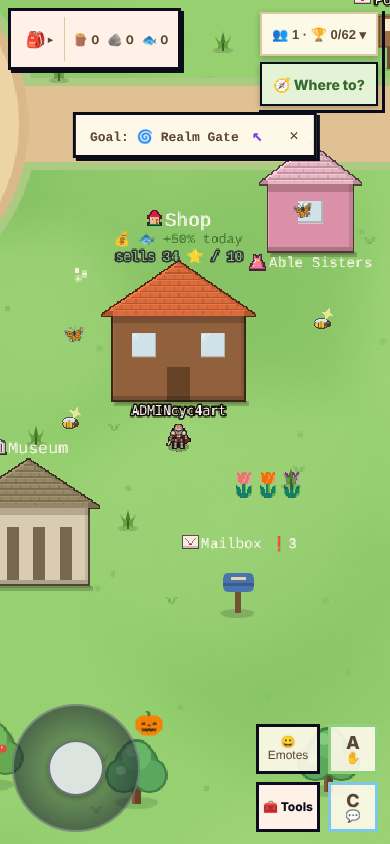 0 0 0
1 · 0/62 ▾
Where to?
Goal: Realm Gate ↖ ×
Shop
+50% today
sells 34 / 10
Able Sisters
ADMINcyc4art
Museum
Mailbox ❗3
Emotes
A
Tools
C